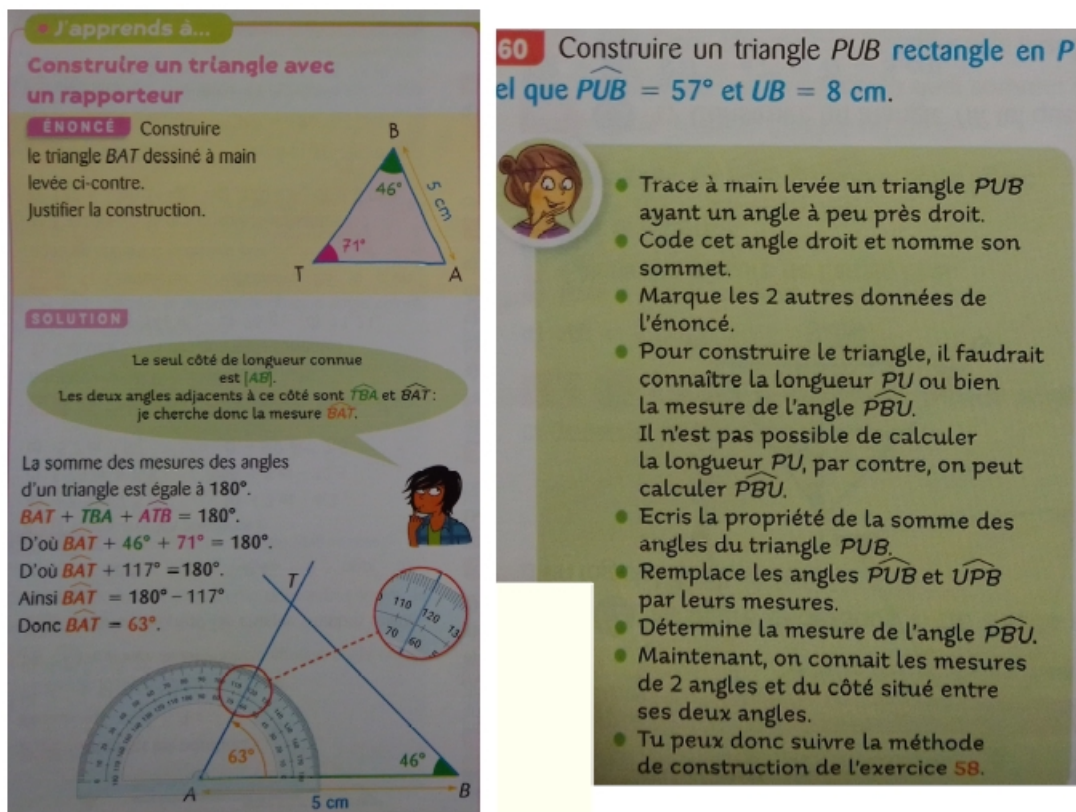 J'apprends à...
Construire un triangle avec
un rapporteur
ÉNONCÉ Construire
le triangle BAT dessiné à main
levée ci-contre.
Justifier la construction.
B
46°
5 cm
71°
T
A
SOLUTION
Le seul côté de longueur connue
est [AB].
Les deux angles adjacents à ce côté sont TBA et BAT :
je cherche donc la mesure BAT.
La somme des mesures des angles
d'un triangle est égale à 180°.
BAT + TBA + ATB = 180°.
D'où BAT + 46° + 71° = 180°.
D'où BAT + 117° = 180°.
Ainsi BAT = 180° – 117°
Donc BAT = 63°.
T
110 120 13
70 60
63°
46°
A
B
5 cm
60 Construire un triangle PUB rectangle en P
el que PUB = 57° et UB = 8 cm.
Trace à main levée un triangle PUB
ayant un angle à peu près droit.
Code cet angle droit et nomme son
sommet.
Marque les 2 autres données de
l'énoncé.
Pour construire le triangle, il faudrait
connaître la longueur PU ou bien
la mesure de l'angle PBU.
Il n'est pas possible de calculer
la longueur PU, par contre, on peut
calculer PBU.
Ecris la propriété de la somme des
angles du triangle PUB.
Remplace les angles PUB et UPB
par leurs mesures.
Détermine la mesure de l'angle PBU.
Maintenant, on connait les mesures
de 2 angles et du côté situé entre
ses deux angles.
Tu peux donc suivre la méthode
de construction de l'exercice 58.